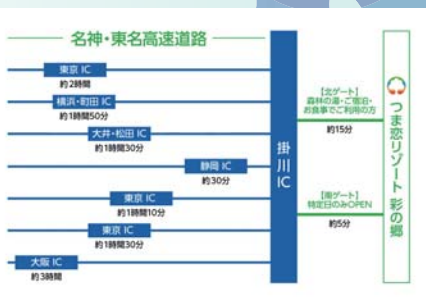 名神・東名高速道路
東京 IC
約2時間
横浜・町田 IC
約1時間50分
大井・松田 IC
約1時間30分
静岡 IC
約30分
東京 IC
約1時間10分
東京 IC
約1時間30分
大阪 IC
約3時間
掛川IC
【北ゲート】
森林の湯・ご宿泊・
お食事でご利用の方
約15分
【南ゲート】
特定日のみOPEN
約5分
つま恋リゾート 彩の郷